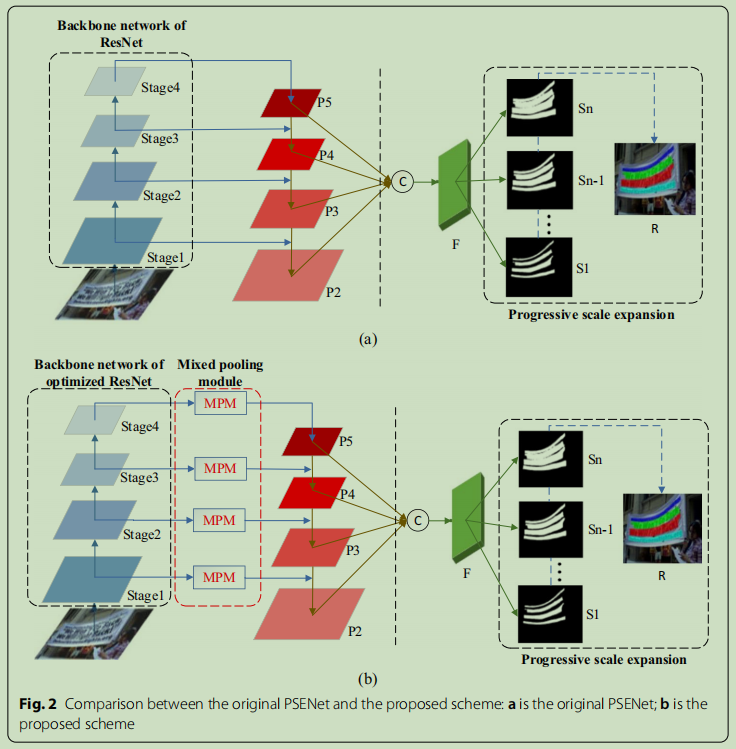 Backbone network of
ResNet
Stage4
Stage3
Stage2
Stage1
P5
P4
P3
P2
C
F
Sn
Sn-1
S1
R
Progressive scale expansion
(a)
Backbone network of
optimized ResNet
Mixed pooling
module
Stage4
Stage3
Stage2
Stage1
MPM
MPM
MPM
MPM
P5
P4
P3
P2
C
F
Sn
Sn-1
S1
R
Progressive scale expansion
(b)
Fig. 2 Comparison between the original PSENet and the proposed scheme: a is the original PSENet; b is the
proposed scheme